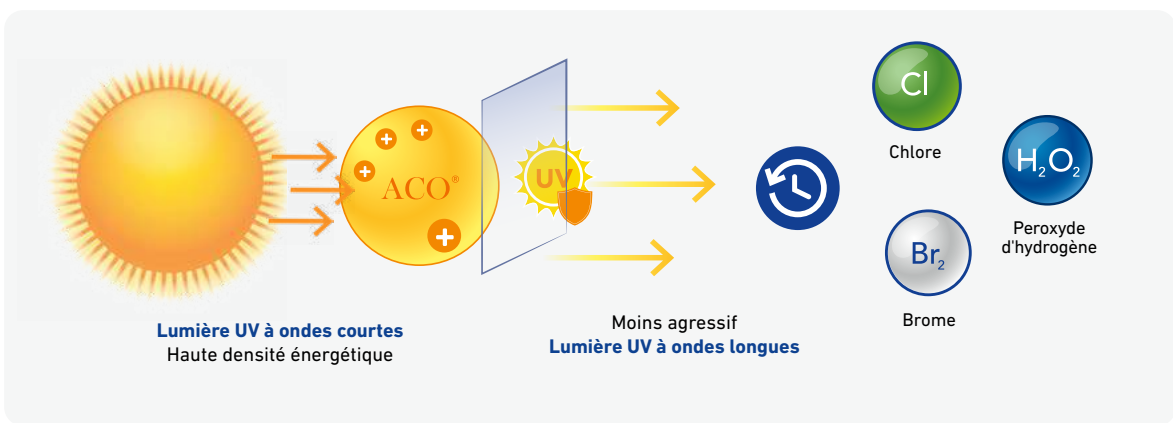 ACO®
UV
Lumière UV à ondes courtes
Haute densité énergétique
Moins agressif
Lumière UV à ondes longues
Cl
Chlore
H₂O₂
Peroxyde
d'hydrogène
Br₂
Brome